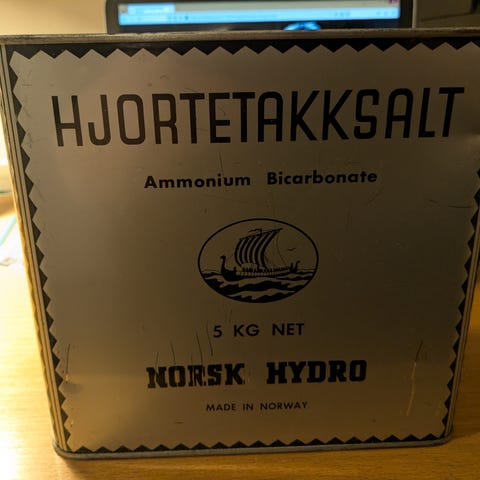 HJORTETAKKSALT
Ammonium Bicarbonate
5 KG NET
NORSK HYDRO
MADE IN NORWAY